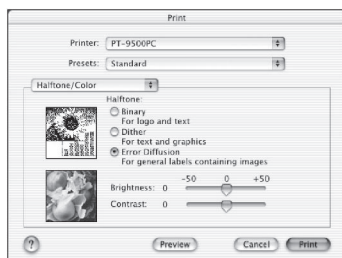 Print
Printer: PT-9500PC
Presets: Standard
Halftone/Color
Halftone:
Binary
For logo and text
Dither
For text and graphics
Error Diffusion
For general labels containing images
-50 0 +50
Brightness: 0
Contrast: 0
? Preview Cancel Print